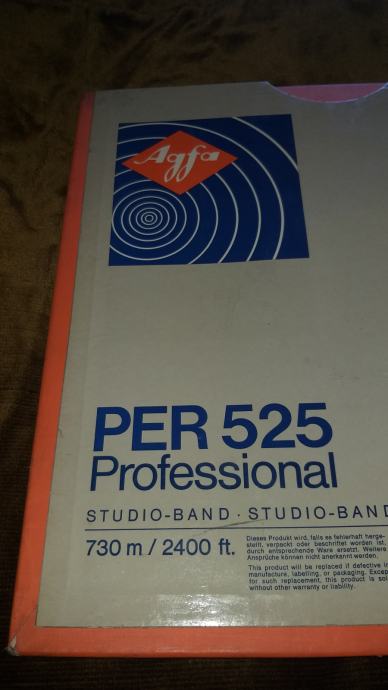 Agfa
PER 525
Professional
STUDIO-BAND · STUDIO-BAND
730 m / 2400 ft.
Dieses Produkt wird, falls es fehlerhaft herge-
stellt, verpackt oder beschriftet worden ist,
durch entsprechende Ware ersetzt. Weitere
Ansprüche können nicht anerkannt werden.
This product will be replaced if defective in
manufacture, labelling, or packaging. Excep
for such replacement, this product is sol
without other warranty or liability.